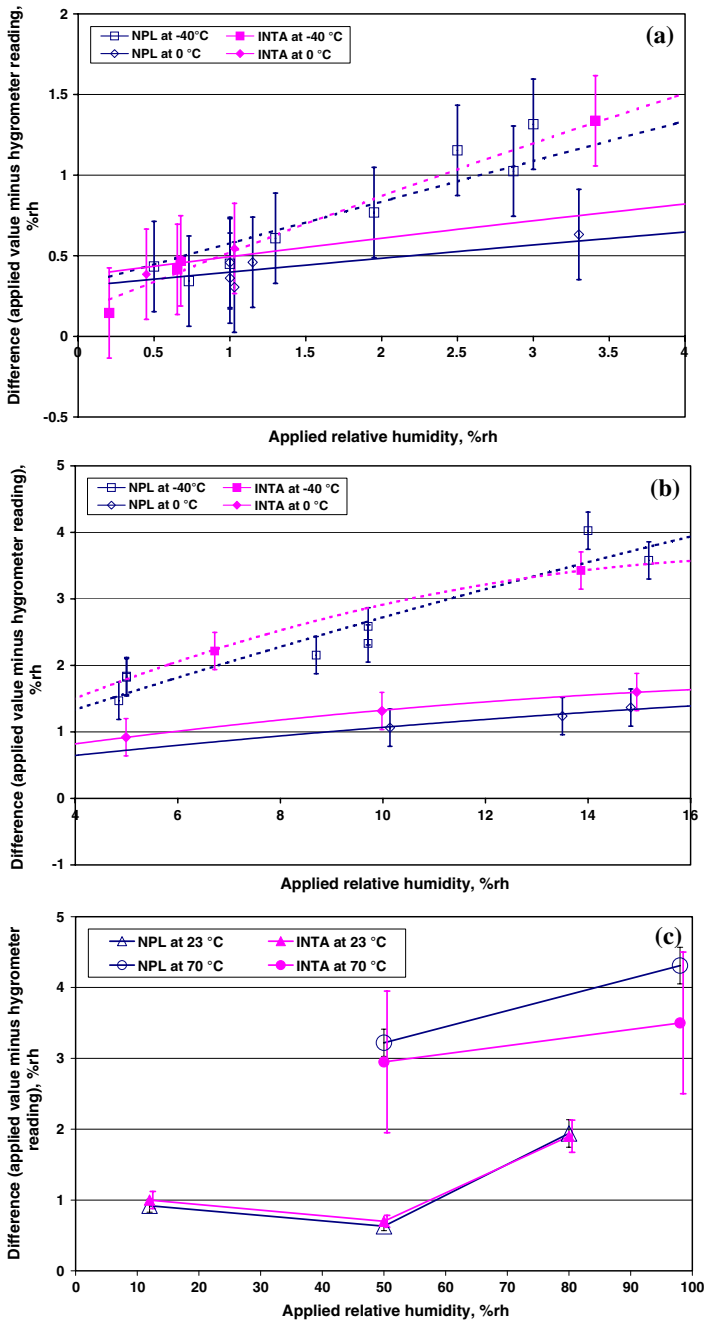 Difference (applied value minus hygrometer reading,
%rh
2
1.5
1
0.5
0
-0.5
NPL at -40°C
INTA at -40 °C
NPL at 0 °C
INTA at 0 °C
(a)
0
0.5
1
1.5
2
2.5
3
3.5
4
Applied relative humidity, %rh
Difference (applied value minus hygrometer reading),
%rh
5
4
3
2
1
0
-1
NPL at -40°C
INTA at -40 °C
NPL at 0 °C
INTA at 0 °C
(b)
4
6
8
10
12
14
16
Applied relative humidity, %rh
Difference (applied value minus hygrometer
reading), %rh
5
4
3
2
1
0
NPL at 23 °C
INTA at 23 °C
NPL at 70 °C
INTA at 70 °C
(c)
0
10
20
30
40
50
60
70
80
90
100
Applied relative humidity, %rh